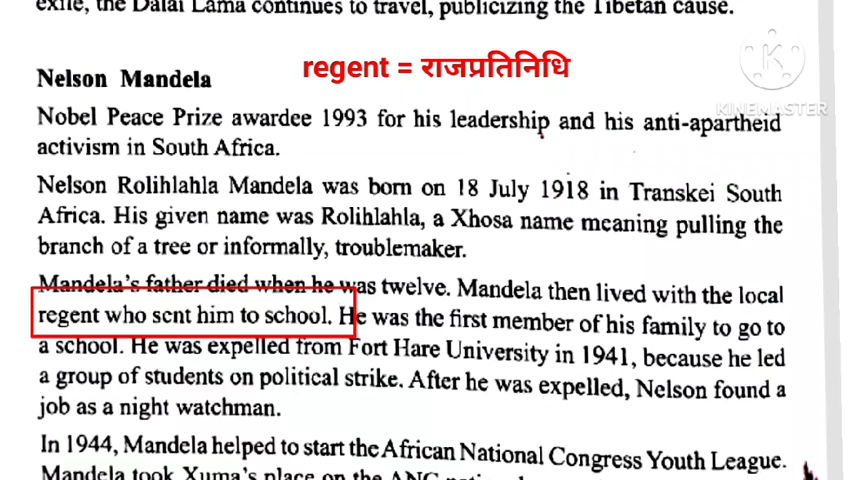 exile, the Dalai Lama continues to travel, publicizing the Tibetan cause.
regent = राजप्रतिनिधि
Nelson Mandela
KINEMASTER
Nobel Peace Prize awardee 1993 for his leadership and his anti-apartheid
activism in South Africa.
Nelson Rolihlahla Mandela was born on 18 July 1918 in Transkei South
Africa. His given name was Rolihlahla, a Xhosa name meaning pulling the
branch of a tree or informally, troublemaker.
Mandela's father died when he was twelve. Mandela then lived with the local
regent who sent him to school. He was the first member of his family to go to
a school. He was expelled from Fort Hare University in 1941, because he led
a group of students on political strike. After he was expelled, Nelson found a
job as a night watchman.
In 1944, Mandela helped to start the African National Congress Youth League.
Mandela took Xuma's place on the ANC